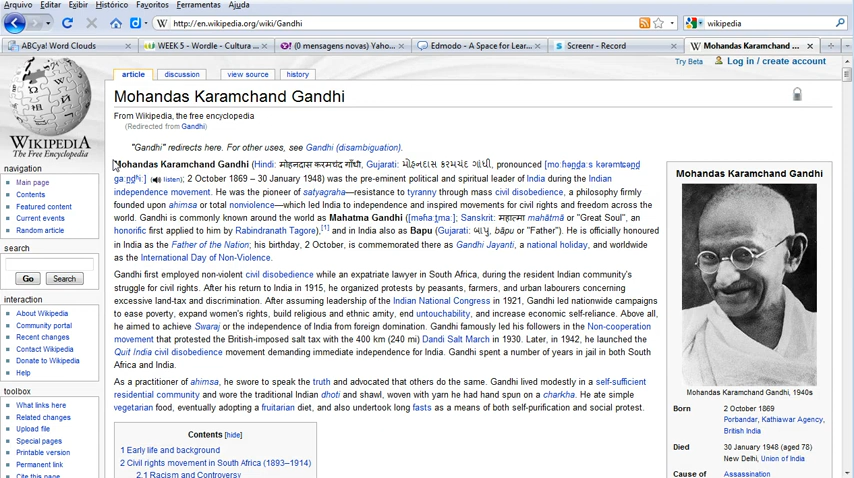 Arquivo Editar Exibir Histórico Favoritos Ferramentas Ajuda
http://en.wikipedia.org/wiki/Gandhi
wikipedia
ABCya! Word Clouds
WEEK 5 - Wordle - Cultura ...
(0 mensagens novas) Yaho...
Edmodo - A Space for Lear...
Screenr - Record
Mohandas Karamchand ...
article discussion view source history
Try Beta Log in / create account
WIKIPEDIA
The Free Encyclopedia
navigation
Main page
Contents
Featured content
Current events
Random article
search
Go Search
interaction
About Wikipedia
Community portal
Recent changes
Contact Wikipedia
Donate to Wikipedia
Help
toolbox
What links here
Related changes
Upload file
Special pages
Printable version
Permanent link
Cite this page
Mohandas Karamchand Gandhi
From Wikipedia, the free encyclopedia
(Redirected from Gandhi)
"Gandhi" redirects here. For other uses, see Gandhi (disambiguation).
Mohandas Karamchand Gandhi (Hindi: मोहनदास करमचंद गाँधी, Gujarati: મોહનદાસ કરમચંદ ગાંધી, pronounced [moːɦənd̪aːs kərəmtʃənd̪
ɡaːnd̪ʱiː] (listen); 2 October 1869 – 30 January 1948) was the pre-eminent political and spiritual leader of India during the Indian
independence movement. He was the pioneer of satyagraha—resistance to tyranny through mass civil disobedience, a philosophy firmly
founded upon ahimsa or total nonviolence—which led India to independence and inspired movements for civil rights and freedom across the
world. Gandhi is commonly known around the world as Mahatma Gandhi ([məɦaːt̪maː]; Sanskrit: महात्मा mahātmā or "Great Soul", an
honorific first applied to him by Rabindranath Tagore),[1] and in India also as Bapu (Gujarati: બાપુ, bāpu or "Father"). He is officially honoured
in India as the Father of the Nation; his birthday, 2 October, is commemorated there as Gandhi Jayanti, a national holiday, and worldwide
as the International Day of Non-Violence.
Gandhi first employed non-violent civil disobedience while an expatriate lawyer in South Africa, during the resident Indian community's
struggle for civil rights. After his return to India in 1915, he organized protests by peasants, farmers, and urban labourers concerning
excessive land-tax and discrimination. After assuming leadership of the Indian National Congress in 1921, Gandhi led nationwide campaigns
to ease poverty, expand women's rights, build religious and ethnic amity, end untouchability, and increase economic self-reliance. Above all,
he aimed to achieve Swaraj or the independence of India from foreign domination. Gandhi famously led his followers in the Non-cooperation
movement that protested the British-imposed salt tax with the 400 km (240 mi) Dandi Salt March in 1930. Later, in 1942, he launched the
Quit India civil disobedience movement demanding immediate independence for India. Gandhi spent a number of years in jail in both South
Africa and India.
As a practitioner of ahimsa, he swore to speak the truth and advocated that others do the same. Gandhi lived modestly in a self-sufficient
residential community and wore the traditional Indian dhoti and shawl, woven with yarn he had hand spun on a charkha. He ate simple
vegetarian food, eventually adopting a fruitarian diet, and also undertook long fasts as a means of both self-purification and social protest.
Contents [hide]
1 Early life and background
2 Civil rights movement in South Africa (1893–1914)
2.1 Racism and Controversy
Mohandas Karamchand Gandhi
Mohandas Karamchand Gandhi, 1940s
Born 2 October 1869
Porbandar, Kathiawar Agency,
British India
Died 30 January 1948 (aged 78)
New Delhi, Union of India
Cause of Assassination